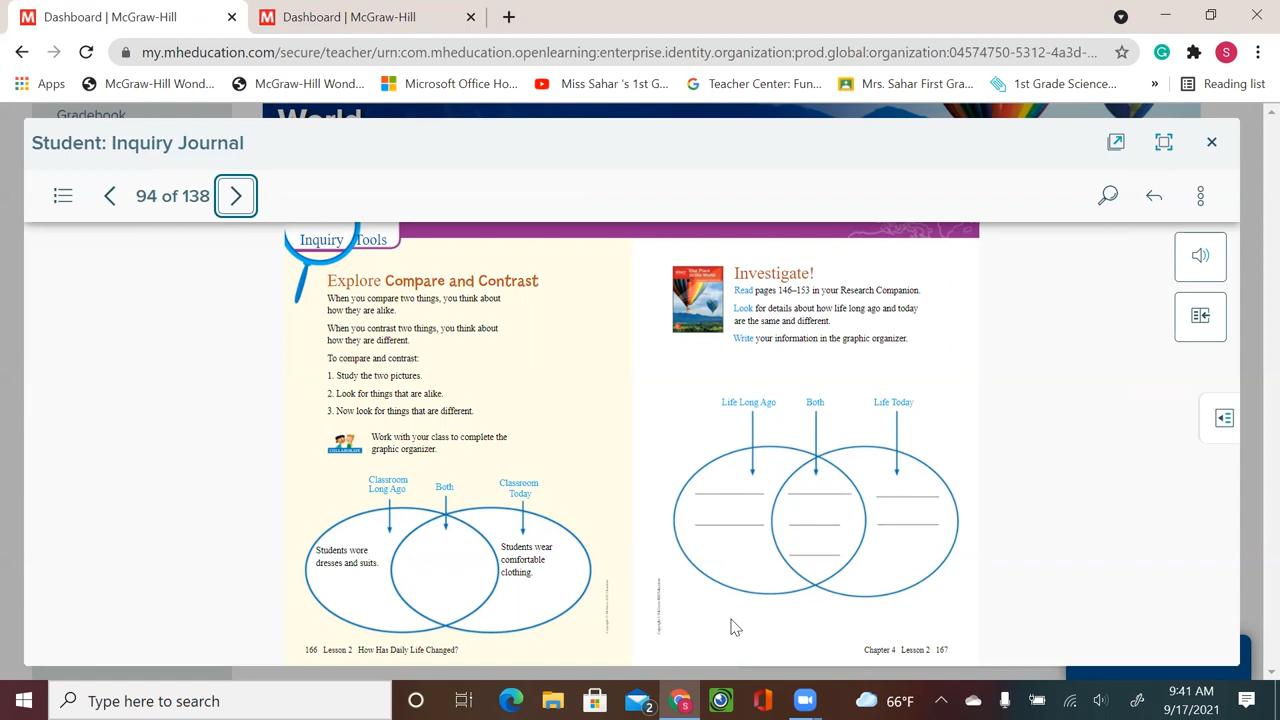 Dashboard | McGraw-Hill
Dashboard | McGraw-Hill
my.mheducation.com/secure/teacher/urn:com.mheducation.openlearning:enterprise.identity.organization:prod.global:organization:04574750-5312-4a3d-...
S
Apps
McGraw-Hill Wond...
McGraw-Hill Wond...
Microsoft Office Ho...
Miss Sahar 's 1st G...
Teacher Center: Fun...
Mrs. Sahar First Gra...
1st Grade Science...
»
Reading list
Gradebook
World
Student: Inquiry Journal
94 of 138
Inquiry Tools
Explore Compare and Contrast
When you compare two things, you think about
how they are alike.
When you contrast two things, you think about
how they are different.
To compare and contrast:
1. Study the two pictures.
2. Look for things that are alike.
3. Now look for things that are different.
COLLABORATE
Work with your class to complete the
graphic organizer.
Classroom
Long Ago
Both
Classroom
Today
Students wore
dresses and suits.
Students wear
comfortable
clothing.
166 Lesson 2 How Has Daily Life Changed?
Investigate!
Read pages 146–153 in your Research Companion.
Look for details about how life long ago and today
are the same and different.
Write your information in the graphic organizer.
Life Long Ago
Both
Life Today
Chapter 4 Lesson 2 167
Type here to search
2
S
66°F
9:41 AM
9/17/2021